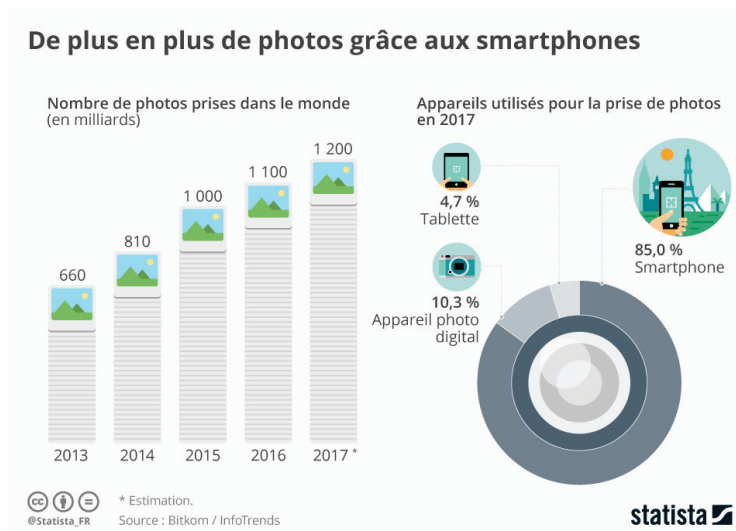 De plus en plus de photos grâce aux smartphones
Nombre de photos prises dans le monde
(en milliards)
660
810
1 000
1 100
1 200
2013
2014
2015
2016
2017 *
Appareils utilisés pour la prise de photos
en 2017
4,7 %
Tablette
10,3 %
Appareil photo
digital
85,0 %
Smartphone
cc
@Statista_FR
* Estimation.
Source : Bitkom / InfoTrends
statista